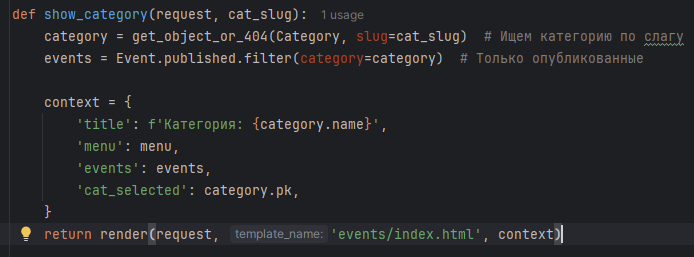 def show_category(request, cat_slug):  1 usage
    category = get_object_or_404(Category, slug=cat_slug)  # Ищем категорию по слагу
    events = Event.published.filter(category=category)  # Только опубликованные

    context = {
        'title': f'Категория: {category.name}',
        'menu': menu,
        'events': events,
        'cat_selected': category.pk,
    }
    return render(request, template_name: 'events/index.html', context)